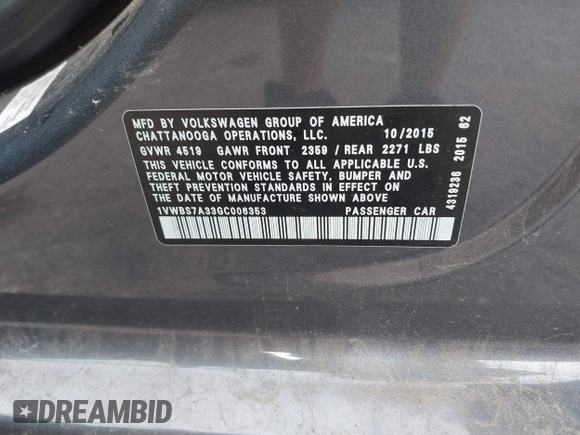 MFD BY VOLKSWAGEN GROUP OF AMERICA
CHATTANOOGA OPERATIONS, LLC. 10/2015
GVWR 4519 GAWR FRONT 2359 / REAR 2271 LBS
THIS VEHICLE CONFORMS TO ALL APPLICABLE U.S.
FEDERAL MOTOR VEHICLE SAFETY, BUMPER AND
THEFT PREVENTION STANDARDS IN EFFECT ON
THE DATE OF MANUFACTURE SHOWN ABOVE
1VWBS7A33GC006353 PASSENGER CAR
4319236 2015 62
DREAMBID